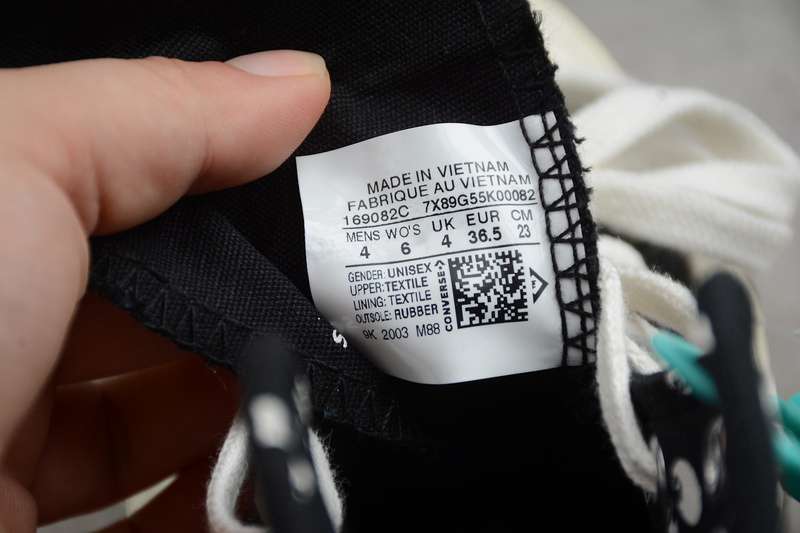 MADE IN VIETNAM
FABRIQUE AU VIETNAM
169082C 7X89G55K00082
MENS WO'S UK EUR CM
4 6 4 36.5 23
GENDER: UNISEX
UPPER: TEXTILE
LINING: TEXTILE
OUTSOLE: RUBBER
9K 2003 M88
CONVERSE